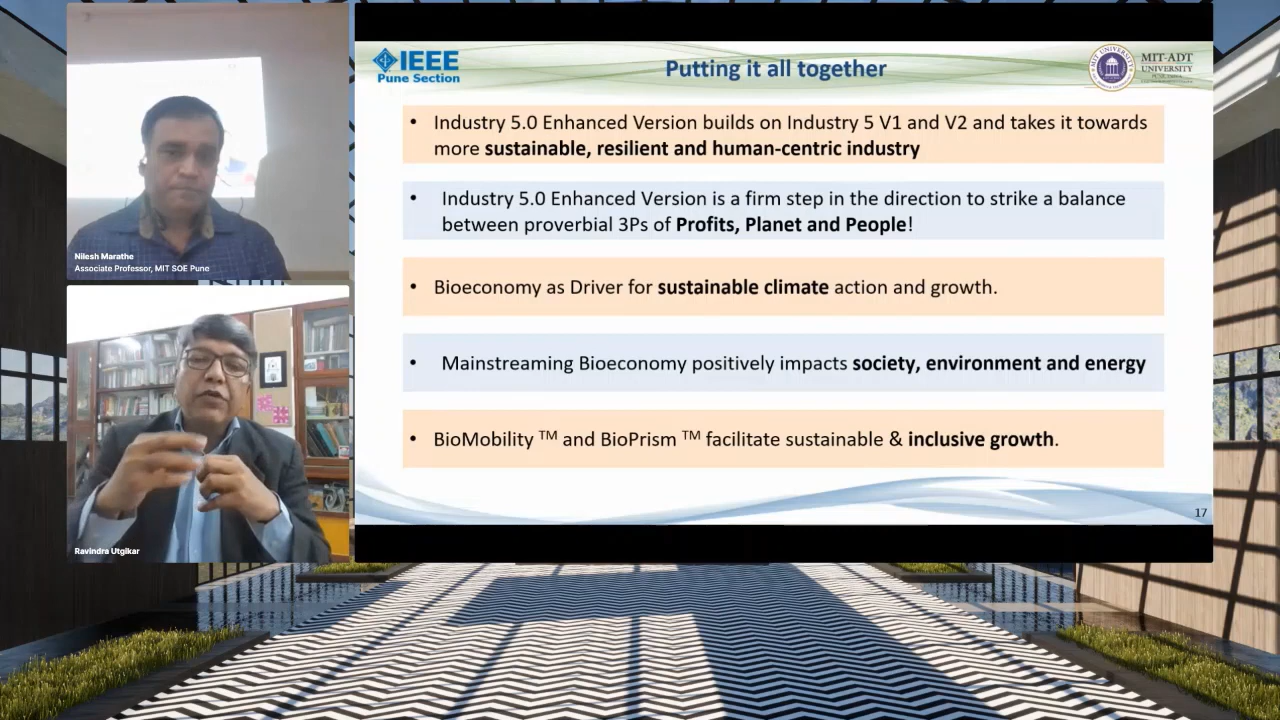 IEEE
Pune Section
Putting it all together
MIT-ADT
UNIVERSITY
• Industry 5.0 Enhanced Version builds on Industry 5 V1 and V2 and takes it towards
more sustainable, resilient and human-centric industry
• Industry 5.0 Enhanced Version is a firm step in the direction to strike a balance
between proverbial 3Ps of Profits, Planet and People!
• Bioeconomy as Driver for sustainable climate action and growth.
• Mainstreaming Bioeconomy positively impacts society, environment and energy
• BioMobility TM and BioPrism TM facilitate sustainable & inclusive growth.
17
Nilesh Marathe
Associate Professor, MIT SOE Pune
Ravindra Utgikar